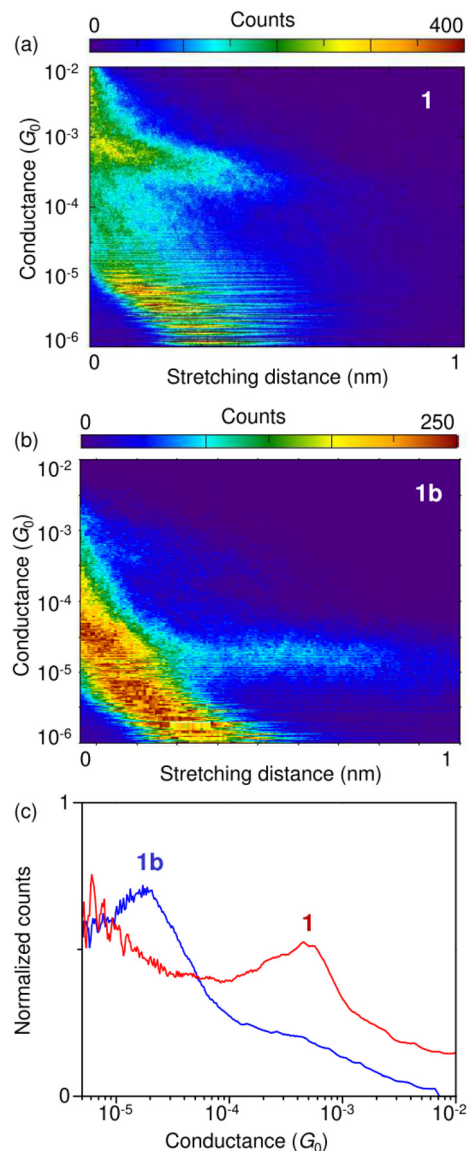 (a)
Counts
0 400
1
10⁻²
10⁻³
10⁻⁴
10⁻⁵
10⁻⁶
Conductance (G₀)
0 1
Stretching distance (nm)
(b)
Counts
0 250
1b
10⁻²
10⁻³
10⁻⁴
10⁻⁵
10⁻⁶
Conductance (G₀)
0 1
Stretching distance (nm)
(c)
1
1b
1
0
Normalized counts
10⁻⁵ 10⁻⁴ 10⁻³ 10⁻²
Conductance (G₀)